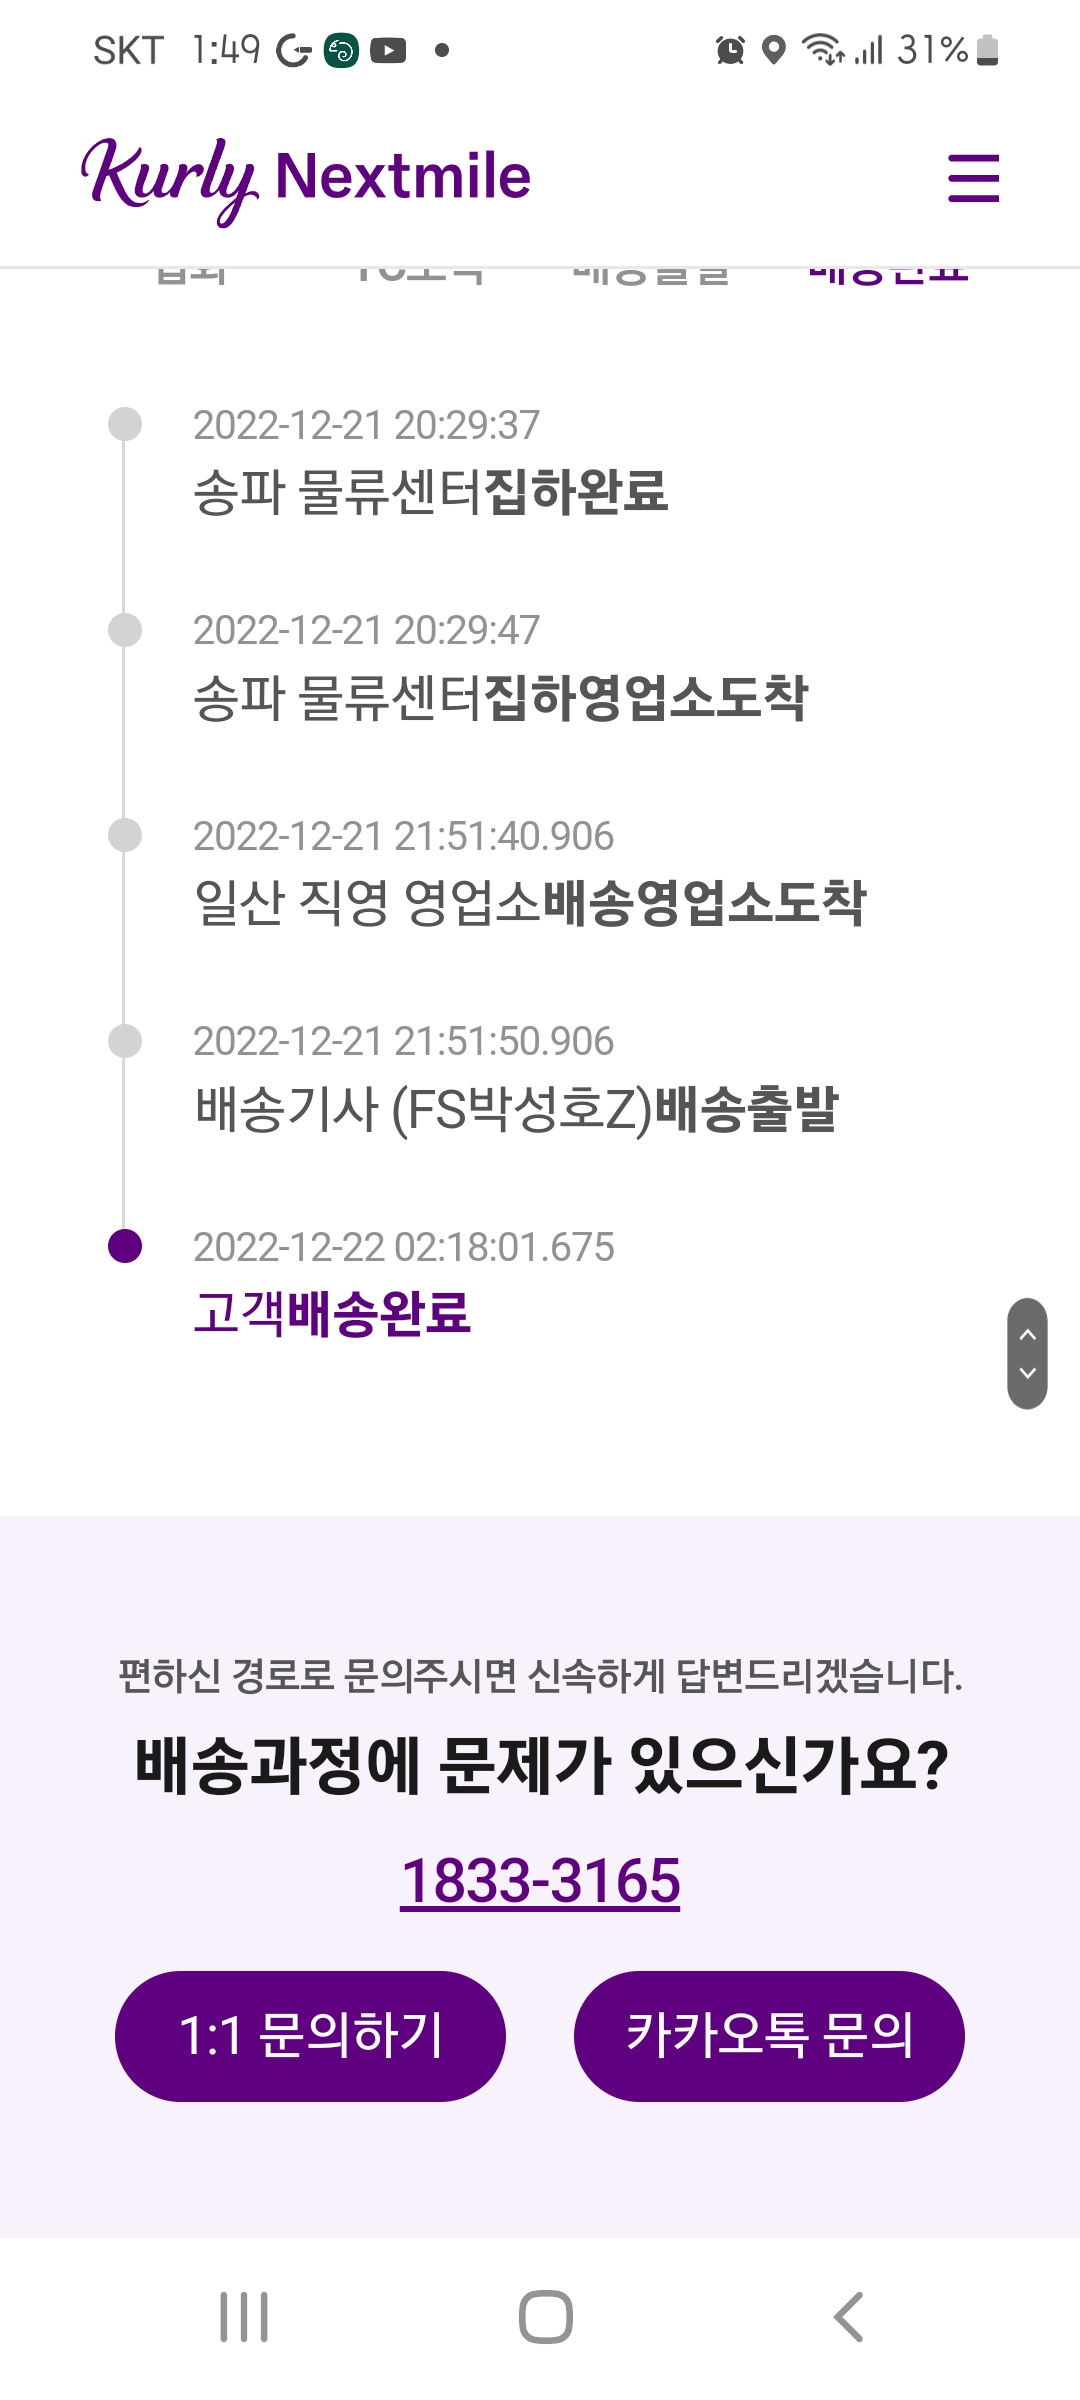 SKT 1:49 31%
Kurly Nextmile
2022-12-21 20:29:37
송파 물류센터집하완료
2022-12-21 20:29:47
송파 물류센터집하영업소도착
2022-12-21 21:51:40.906
일산 직영 영업소배송영업소도착
2022-12-21 21:51:50.906
배송기사 (FS박성호Z)배송출발
2022-12-22 02:18:01.675
고객배송완료
편하신 경로로 문의주시면 신속하게 답변드리겠습니다.
배송과정에 문제가 있으신가요?
1833-3165
1:1 문의하기 카카오톡 문의